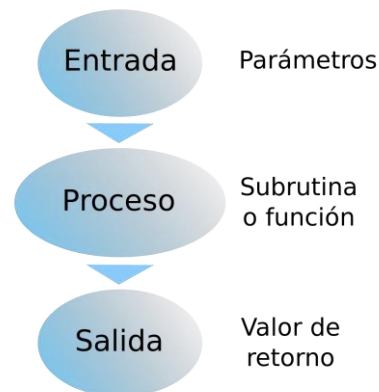 Entrada
Parámetros
Proceso
Subrutina
o función
Salida
Valor de
retorno